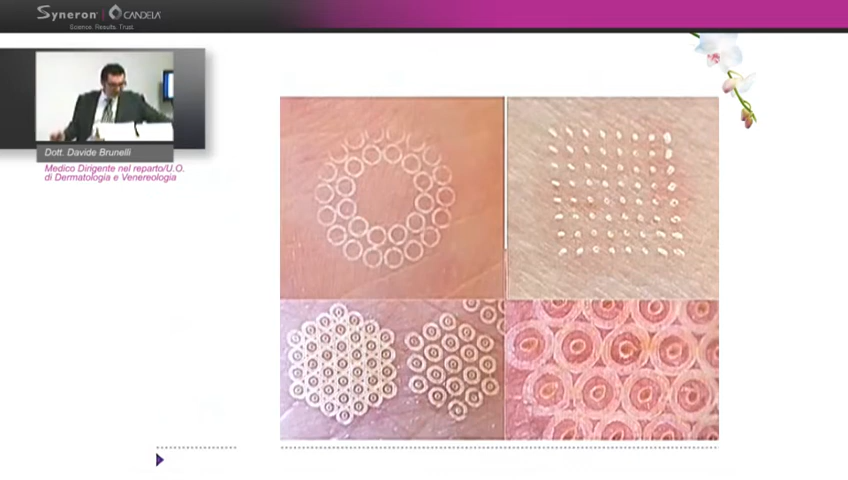 Syneron CANDELA
Science. Results. Trust.
Dott. Davide Brunelli
Medico Dirigente nel reparto/U.O.
di Dermatologia e Venereologia